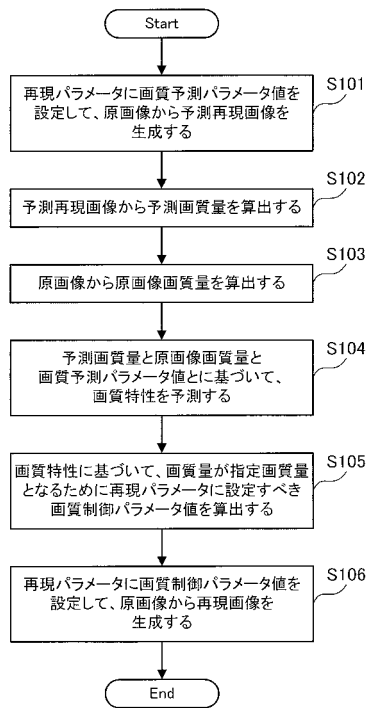 Start
再現パラメータに画質予測パラメータ値を
設定して、原画像から予測再現画像を
生成する
S101
予測再現画像から予測画質量を算出する
S102
原画像から原画像画質量を算出する
S103
予測画質量と原画像画質量と
画質予測パラメータ値とに基づいて、
画質特性を予測する
S104
画質特性に基づいて、画質量が指定画質量
となるために再現パラメータに設定すべき
画質制御パラメータ値を算出する
S105
再現パラメータに画質制御パラメータ値を
設定して、原画像から再現画像を
生成する
S106
End